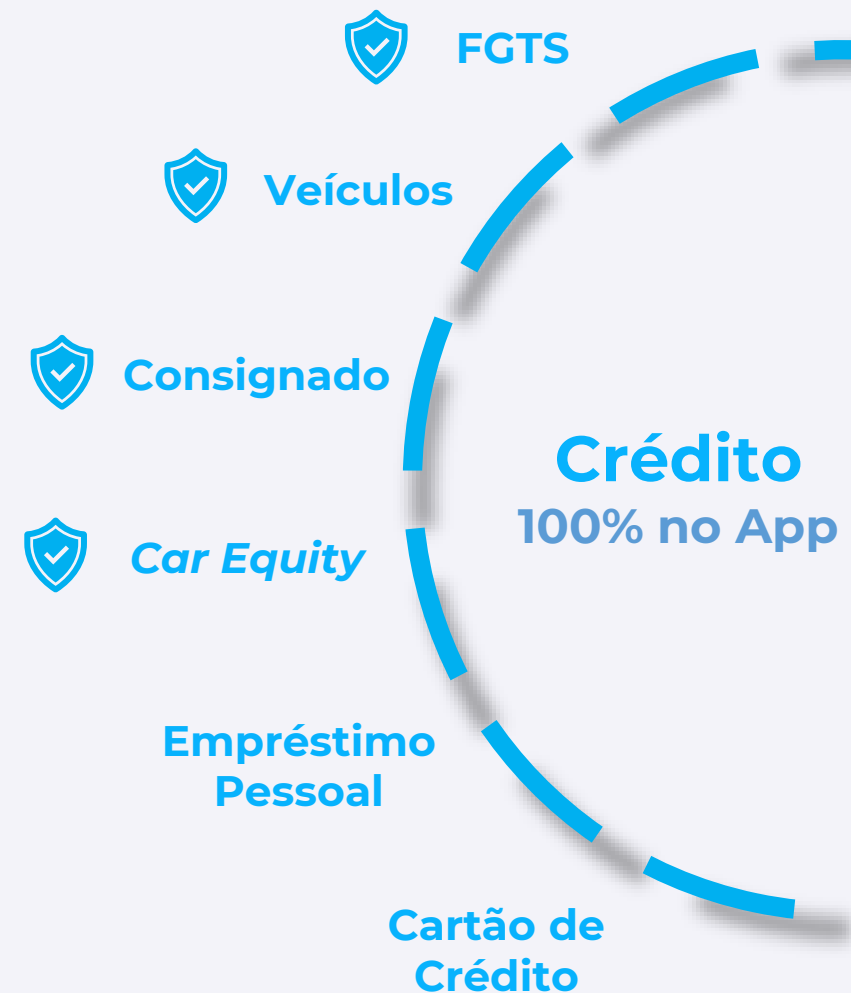 FGTS
Veículos
Consignado
Crédito
100% no App
Car Equity
Empréstimo
Pessoal
Cartão de
Crédito